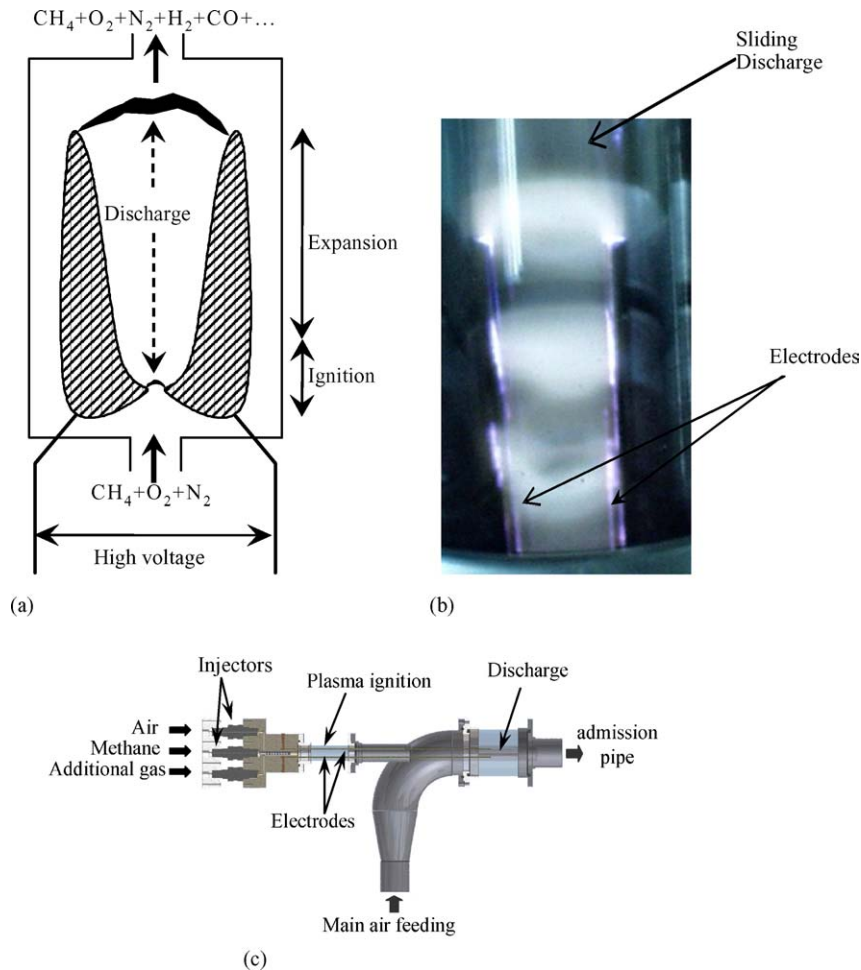 CH₄+O₂+N₂+H₂+CO+...
Discharge
Expansion
Ignition
CH₄+O₂+N₂
High voltage
(a)
Sliding
Discharge
Electrodes
(b)
Injectors
Plasma ignition
Discharge
Air
Methane
Additional gas
admission
pipe
Electrodes
Main air feeding
(c)